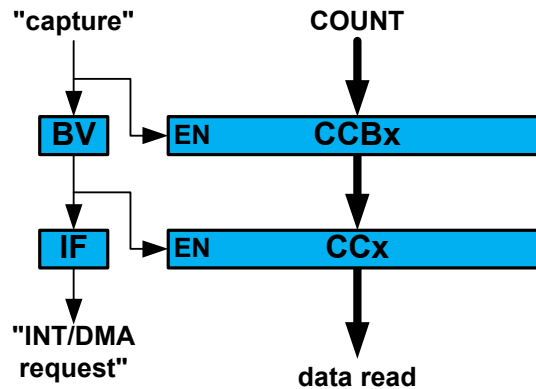 "capture"
COUNT
BV
EN
CCBx
IF
EN
CCx
"INT/DMA
request"
data read